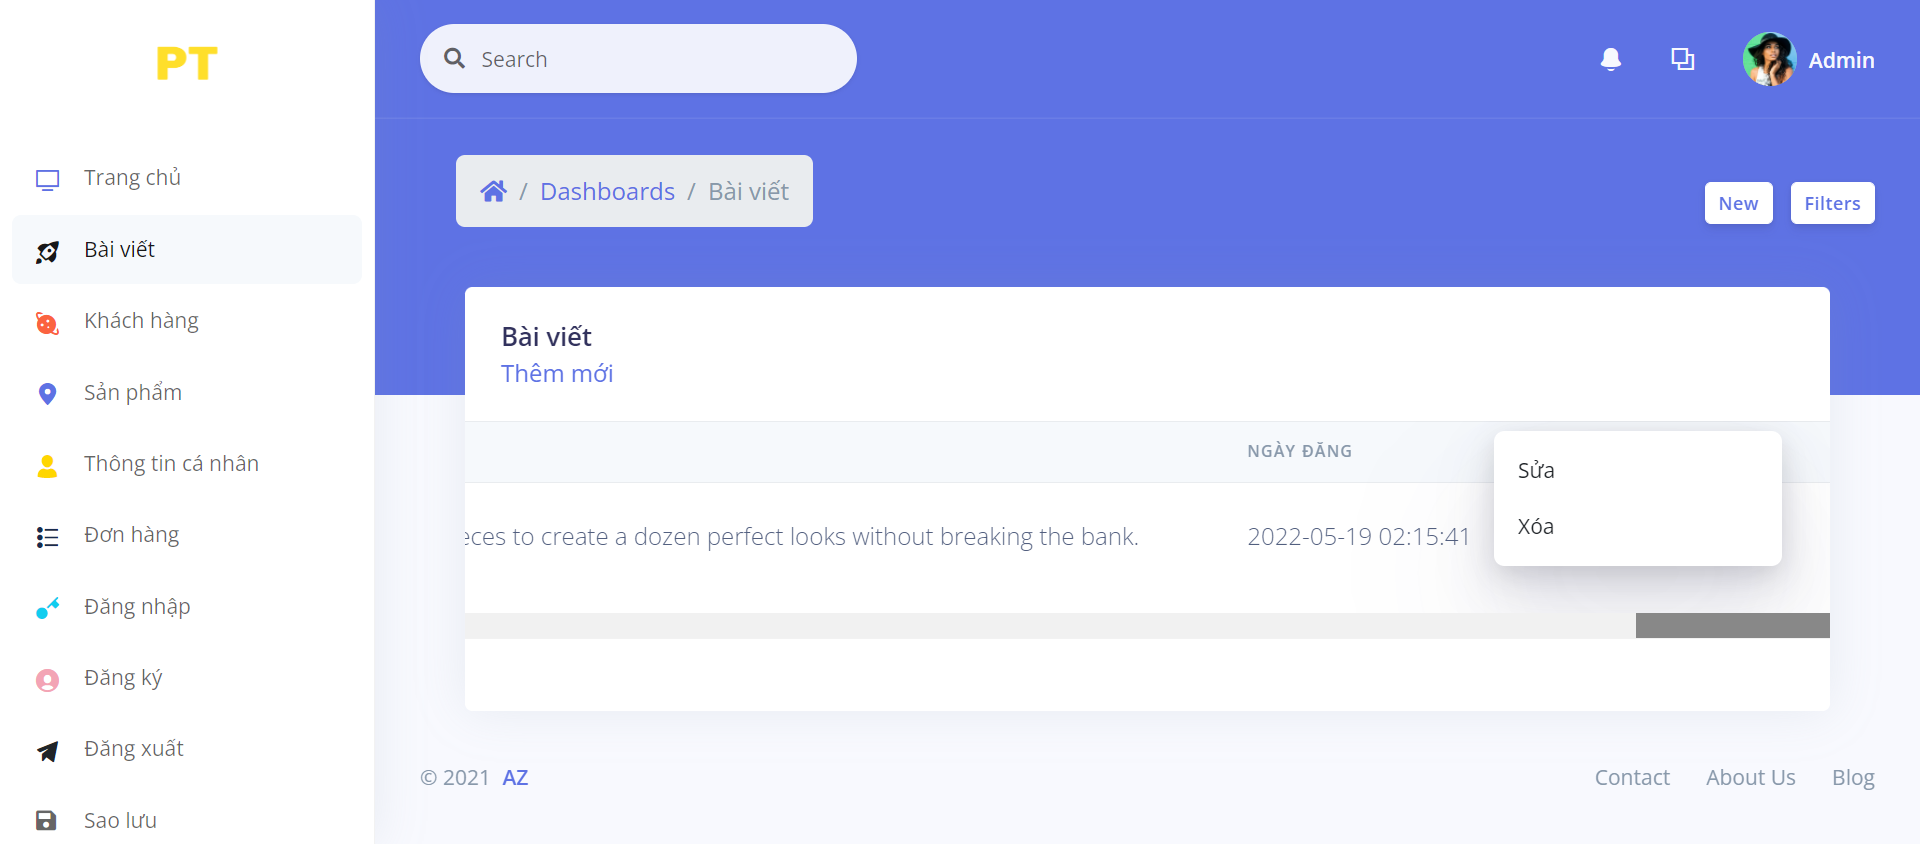 PT
Trang chủ
Bài viết
Khách hàng
Sản phẩm
Thông tin cá nhân
Đơn hàng
Đăng nhập
Đăng ký
Đăng xuất
Sao lưu
Search
Admin
/ Dashboards / Bài viết
New
Filters
Bài viết
Thêm mới
NGÀY ĐĂNG
to create a dozen perfect looks without breaking the bank.
2022-05-19 02:15:41
Sửa
Xóa
© 2021 AZ
Contact
About Us
Blog